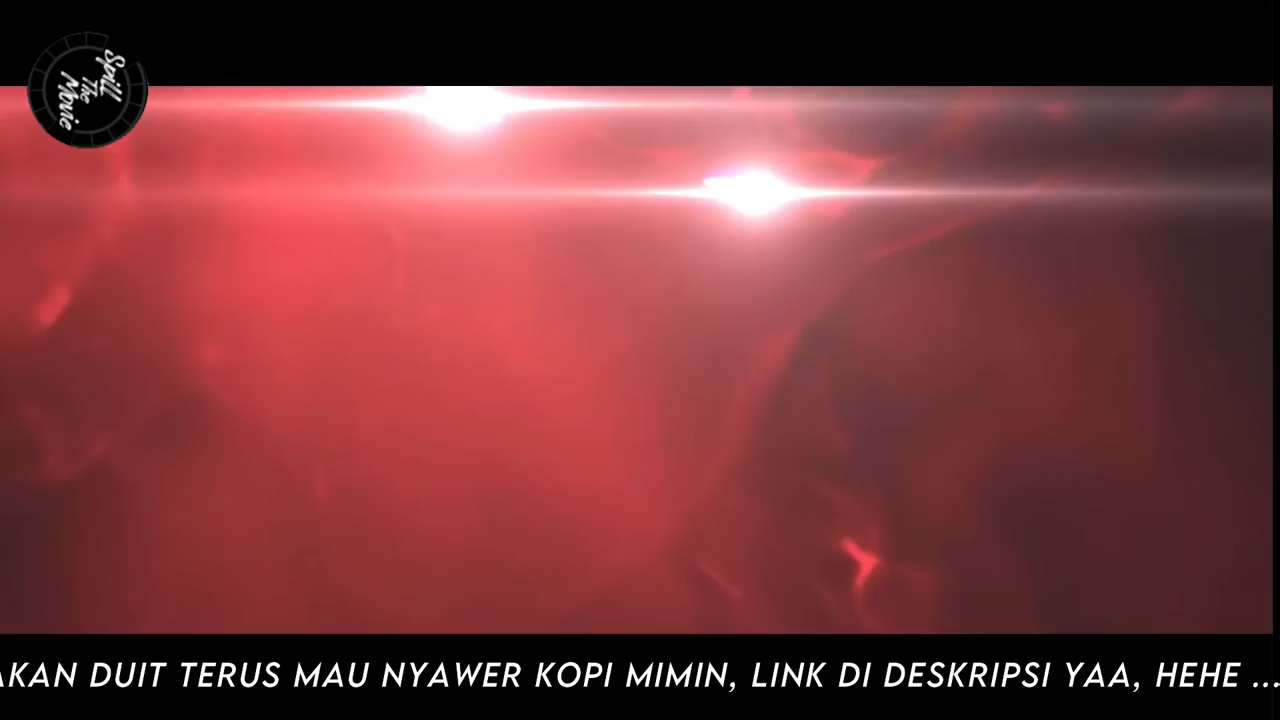 Spill
The
Movie
AKAN DUIT TERUS MAU NYAWER KOPI MIMIN, LINK DI DESKRIPSI YAA, HEHE ...